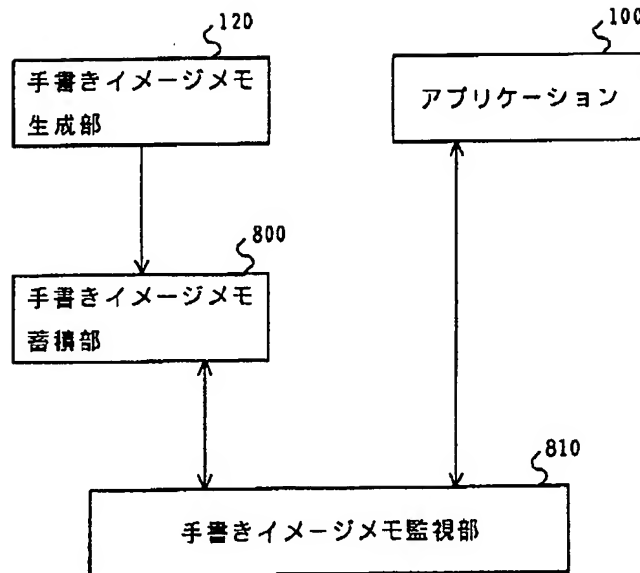 120
手書きイメージメモ
生成部
100
アプリケーション
800
手書きイメージメモ
蓄積部
810
手書きイメージメモ監視部